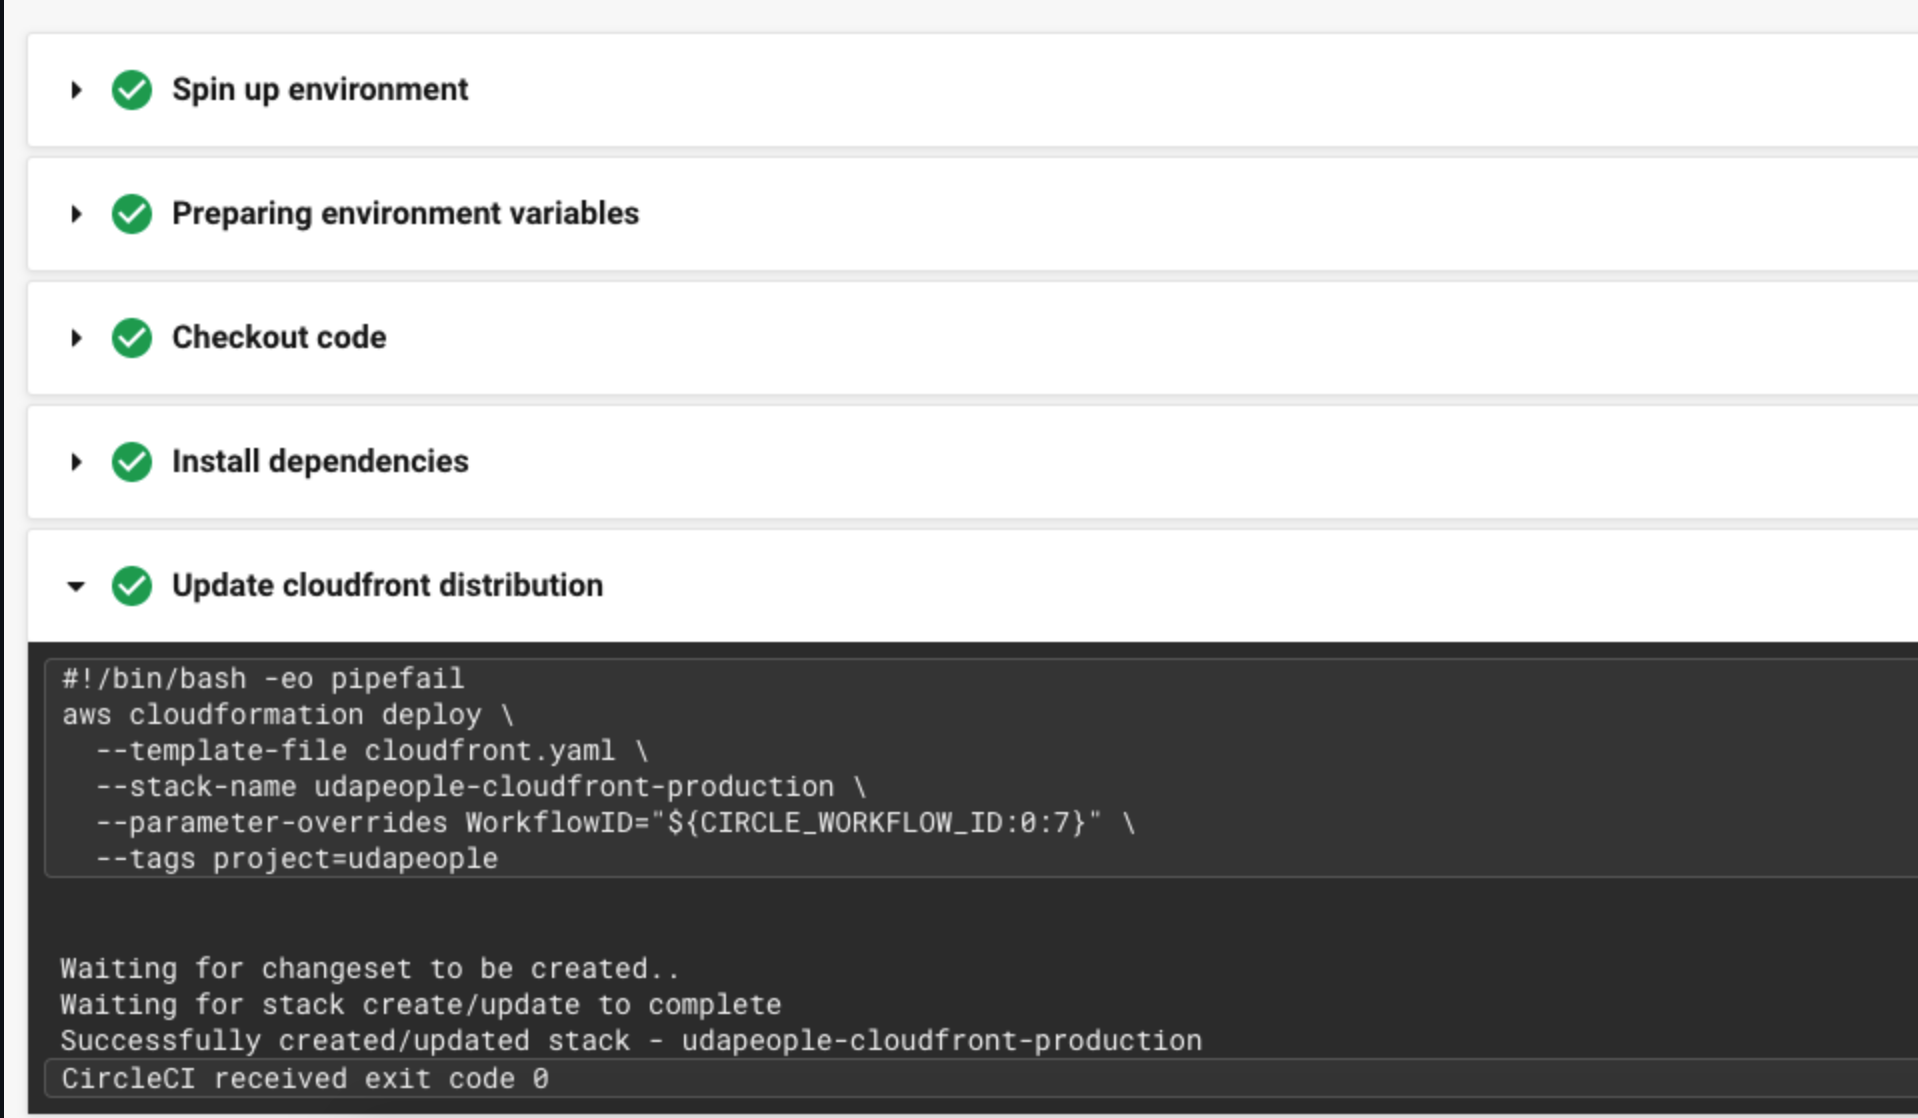 Spin up environment
Preparing environment variables
Checkout code
Install dependencies
Update cloudfront distribution
#!/bin/bash -eo pipefail
aws cloudformation deploy \
  --template-file cloudfront.yaml \
  --stack-name udapeople-cloudfront-production \
  --parameter-overrides WorkflowID="${CIRCLE_WORKFLOW_ID:0:7}" \
  --tags project=udapeople
Waiting for changeset to be created..
Waiting for stack create/update to complete
Successfully created/updated stack - udapeople-cloudfront-production
CircleCI received exit code 0